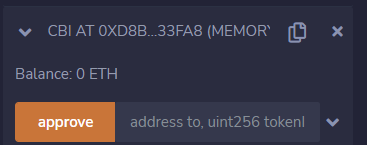 CBI AT 0XD8B...33FA8 (MEMORY
Balance: 0 ETH
approve address to, uint256 tokenI